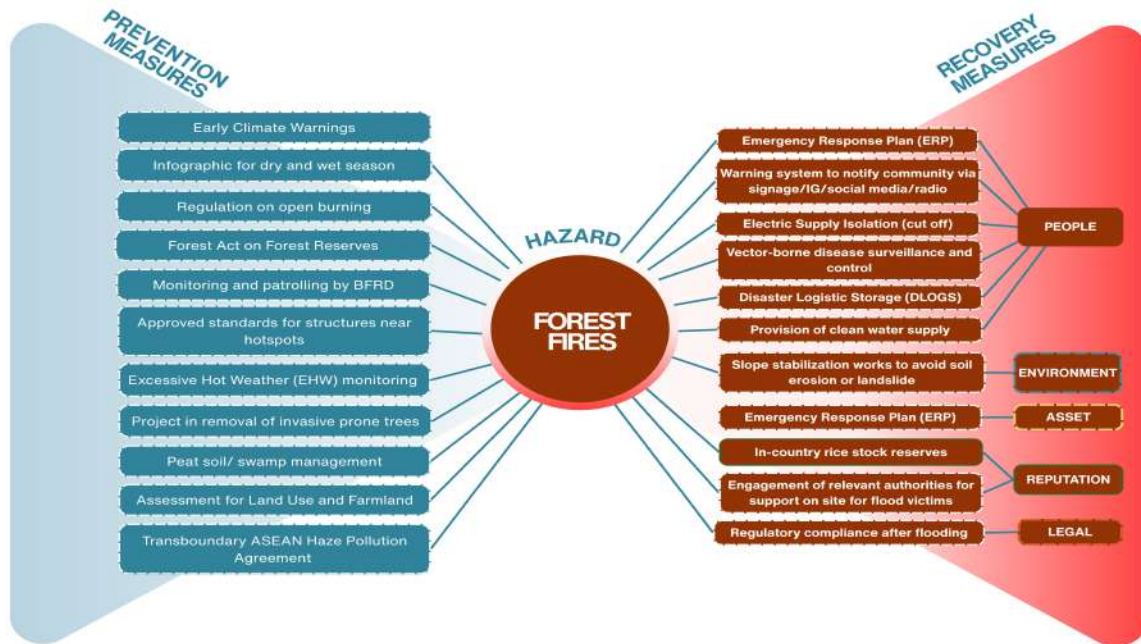 PREVENTION
MEASURES
Early Climate Warnings
Infographic for dry and wet season
Regulation on open burning
Forest Act on Forest Reserves
Monitoring and patrolling by BFRD
Approved standards for structures near
hotspots
Excessive Hot Weather (EHW) monitoring
Project in removal of invasive prone trees
Peat soil/ swamp management
Assessment for Land Use and Farmland
Transboundary ASEAN Haze Pollution
Agreement
HAZARD
FOREST
FIRES
RECOVERY
MEASURES
Emergency Response Plan (ERP)
Warning system to notify community via
signage/IG/social media/radio
Electric Supply Isolation (cut off)
Vector-borne disease surveillance and
control
Disaster Logistic Storage (DLOGS)
Provision of clean water supply
PEOPLE
Slope stabilization works to avoid soil
erosion or landslide
ENVIRONMENT
Emergency Response Plan (ERP)
ASSET
In-country rice stock reserves
Engagement of relevant authorities for
support on site for flood victims
REPUTATION
Regulatory compliance after flooding
LEGAL